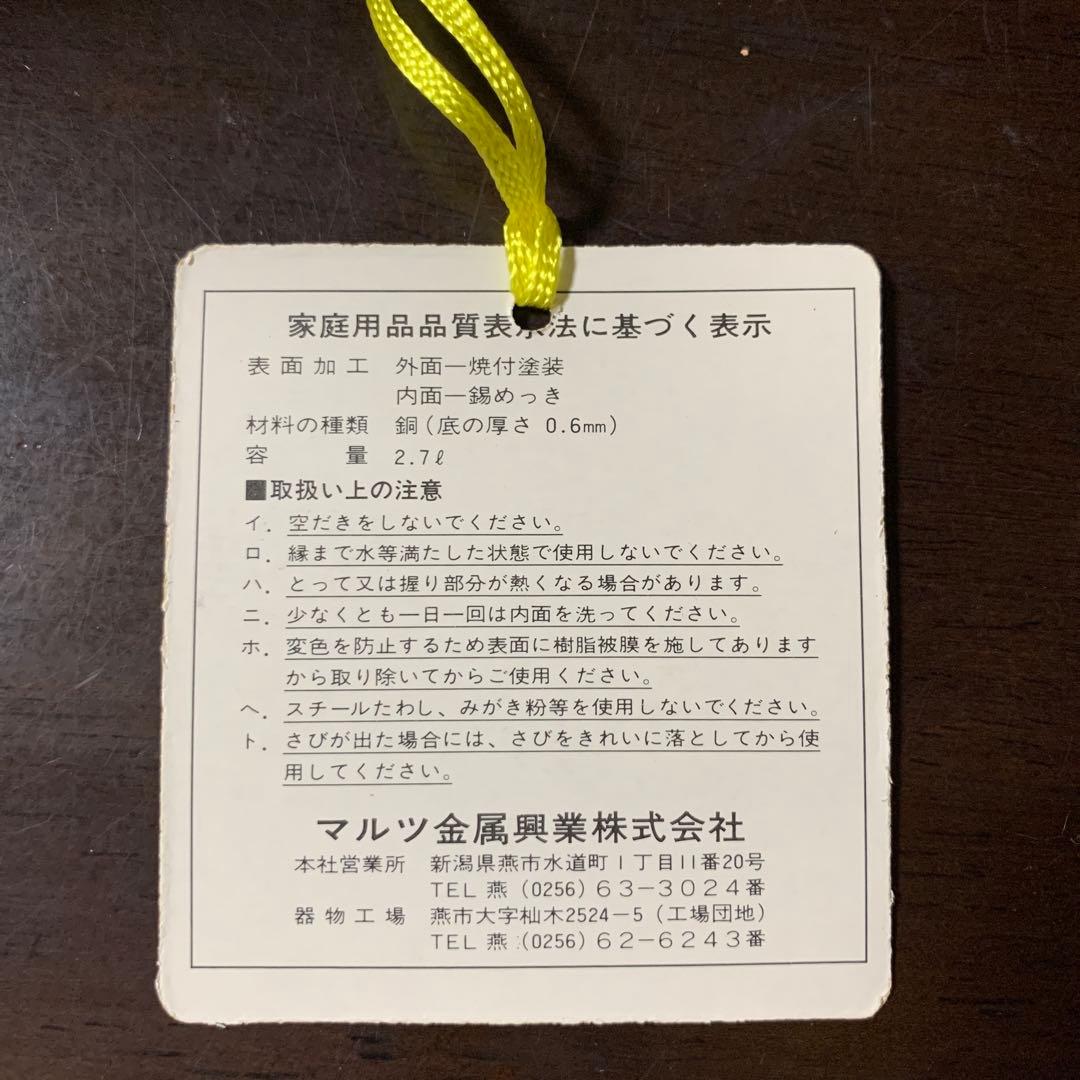 家庭用品品質表示法に基づく表示
表面加工 外面―焼付塗装
内面―錫めっき
材料の種類 銅(底の厚さ 0.6㎜)
容量 2.7ℓ
■取扱い上の注意
イ. 空だきをしないでください。
ロ. 縁まで水等満たした状態で使用しないでください。
ハ. とって又は握り部分が熱くなる場合があります。
ニ. 少なくとも一日一回は内面を洗ってください。
ホ. 変色を防止するため表面に樹脂被膜を施してあります
から取り除いてからご使用ください。
ヘ. スチールたわし、みがき粉等を使用しないでください。
ト. さびが出た場合には、さびをきれいに落としてから使
用してください。
マルツ金属興業株式会社
本社営業所 新潟県燕市水道町1丁目11番20号
TEL 燕 (0256) 63-3024番
器物工場 燕市大字杣木2524-5 (工場団地)
TEL 燕 (0256) 62-6243番